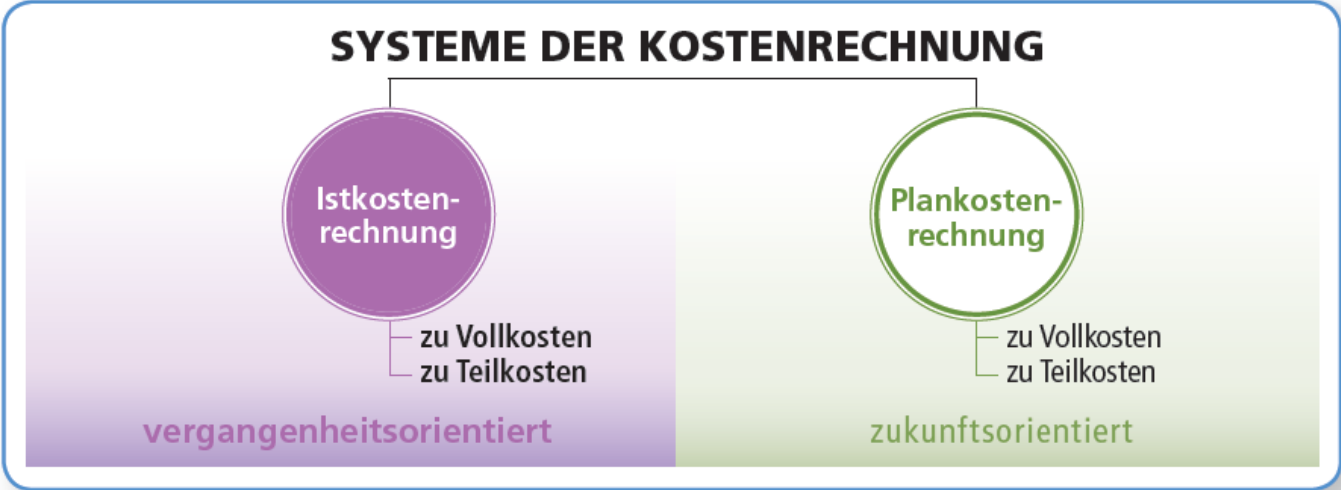 SYSTEME DER KOSTENRECHNUNG
Istkosten-
rechnung
zu Vollkosten
zu Teilkosten
vergangenheitsorientiert
Plankosten-
rechnung
zu Vollkosten
zu Teilkosten
zukunftsorientiert